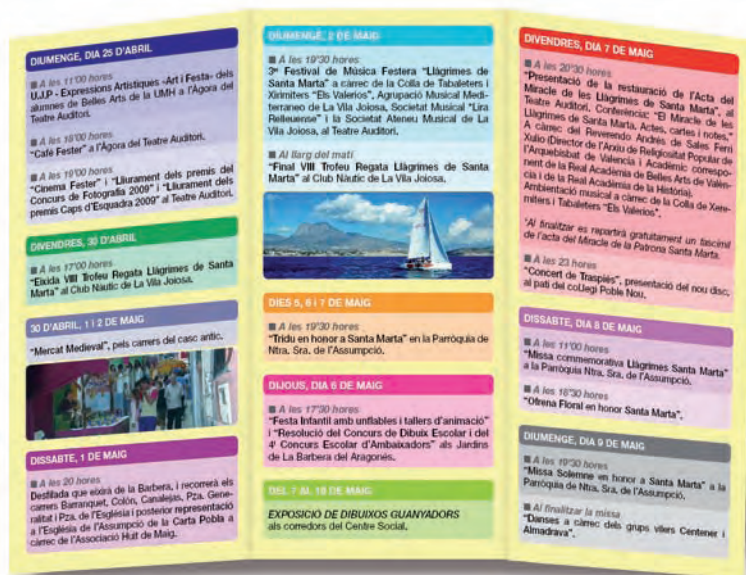 DIUMENGE, DIA 25 D'ABRIL
A les 11'00 hores
U.J.P - Expressions Artístiques «Art i Festa» dels
alumnes de Belles Arts de la UMH a l'Àgora del
Teatre Auditori.
A les 18'00 hores
"Café Fester" a l'Àgora del Teatre Auditori.
A les 19'00 hores
"Cinema Fester" i "Lliurament dels premis del
Concurs de Fotografia 2009" i "Lliurament dels
premis Caps d'Esquadra 2009" al Teatre Auditori.
DIVENDRES, 30 D'ABRIL
A les 17'00 hores
"Eixida VIII Trofeu Regata Llàgrimes de Santa
Marta" al Club Nàutic de La Vila Joiosa.
30 D'ABRIL, 1 i 2 DE MAIG
"Mercat Medieval", pels carrers del casc antic.
DISSABTE, 1 DE MAIG
A les 20 hores
Desfilada que eixirà de la Barbera, i recorrerà els
carrers Barranquet, Colón, Canalejas, Pza. Gene-
ralitat i Pza. de l'Església i posterior representació
a l'Església de l'Assumpció de la Carta Pobla a
càrrec de l'Associació Huit de Maig.
DIUMENGE, 2 DE MAIG
A les 19'30 hores
3er Festival de Música Festera "Llàgrimes de
Santa Marta" a càrrec de la Colla de Tabaleters i
Xirimiters "Els Valerios", Agrupació Musical Medi-
terraneo de La Vila Joiosa, Societat Musical "Lira
Relleuense" i la Societat Ateneu Musical de La
Vila Joiosa, al Teatre Auditori.
Al llarg del matí
"Final VIII Trofeu Regata Llàgrimes de Santa
Marta" al Club Nàutic de La Vila Joiosa.
DIES 5, 6 i 7 DE MAIG
A les 19'30 hores
"Tridu en honor a Santa Marta" en la Parròquia de
Ntra. Sra. de l'Assumpció.
DIJOUS, DIA 6 DE MAIG
A les 17'30 hores
"Festa Infantil amb unflables i tallers d'animació"
i "Resolució del Concurs de Dibuix Escolar i del
4t Concurs Escolar d'Ambaixadors" als Jardins
de La Barbera del Aragonés.
DEL 7 AL 18 DE MAIG
EXPOSICIÓ DE DIBUIXOS GUANYADORS
als corredors del Centre Social.
DIVENDRES, DIA 7 DE MAIG
A les 20'30 hores
"Presentació de la restauració de l'Acta del
Miracle de les Llàgrimes de Santa Marta", al
Teatre Auditori. Conferència: "El Miracle de les
Llàgrimes de Santa Marta. Actes, cartes i notes."
A càrrec del Reverendo Andrés de Sales Ferri
Xulio (Director de l'Arxiu de Religiositat Popular de
l'Arquebisbat de Valencia i Acadèmic correspo-
nent de la Real Acadèmia de Belles Arts de Valèn-
cia i de la Real Acadèmia de la Història).
Ambientació musical a càrrec de la Colla de Xere-
miters i Tabaleters "Els Valerios".
*Al finalitzar es repartirà gratuïtament un fascímil
de l'acta del Miracle de la Patrona Santa Marta.
A les 23 hores
"Concert de Traspiés", presentació del nou disc,
al pati del col·legi Poble Nou.
DISSABTE, DIA 8 DE MAIG
A les 11'00 hores
"Missa commemorativa Llàgrimes Santa Marta"
a la Parròquia Ntra. Sra. de l'Assumpció.
A les 18'30 hores
"Ofrena Floral en honor Santa Marta".
DIUMENGE, DIA 9 DE MAIG
A les 19'30 hores
"Missa Solemne en honor a Santa Marta" a la
Parròquia de Ntra. Sra. de l'Assumpció.
Al finalitzar la missa
"Danses a càrrec dels grups vilers Centener i
Almadrava".